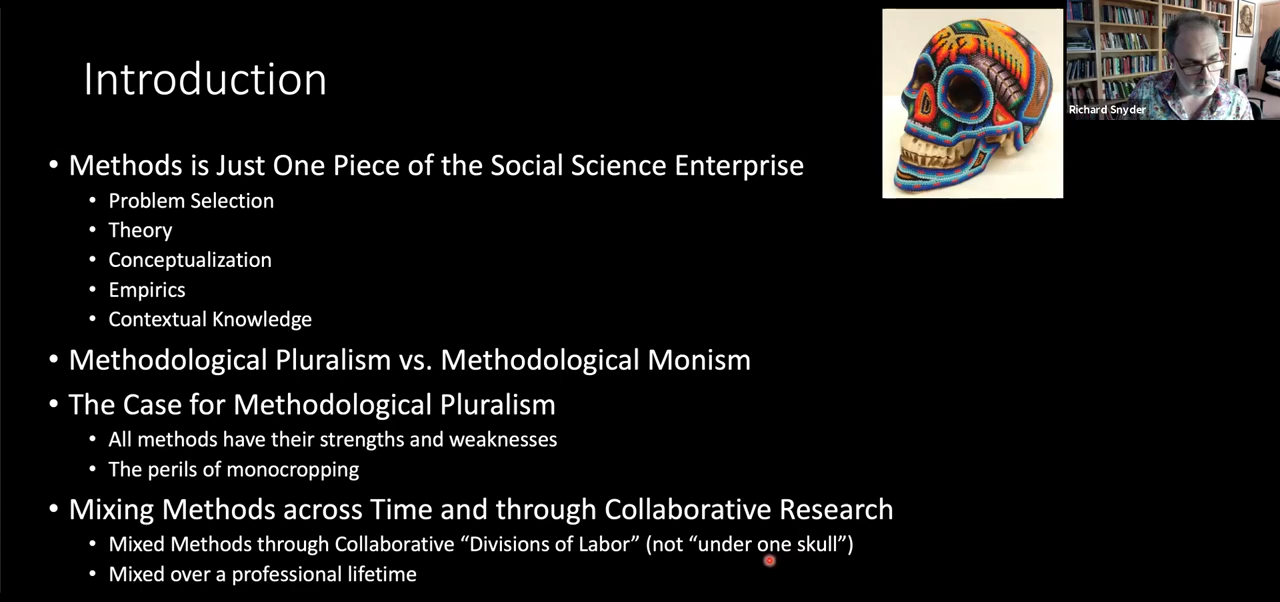 Introduction
Richard Snyder
• Methods is Just One Piece of the Social Science Enterprise
• Problem Selection
• Theory
• Conceptualization
• Empirics
• Contextual Knowledge
• Methodological Pluralism vs. Methodological Monism
• The Case for Methodological Pluralism
• All methods have their strengths and weaknesses
• The perils of monocropping
• Mixing Methods across Time and through Collaborative Research
• Mixed Methods through Collaborative “Divisions of Labor” (not “under one skull”)
• Mixed over a professional lifetime